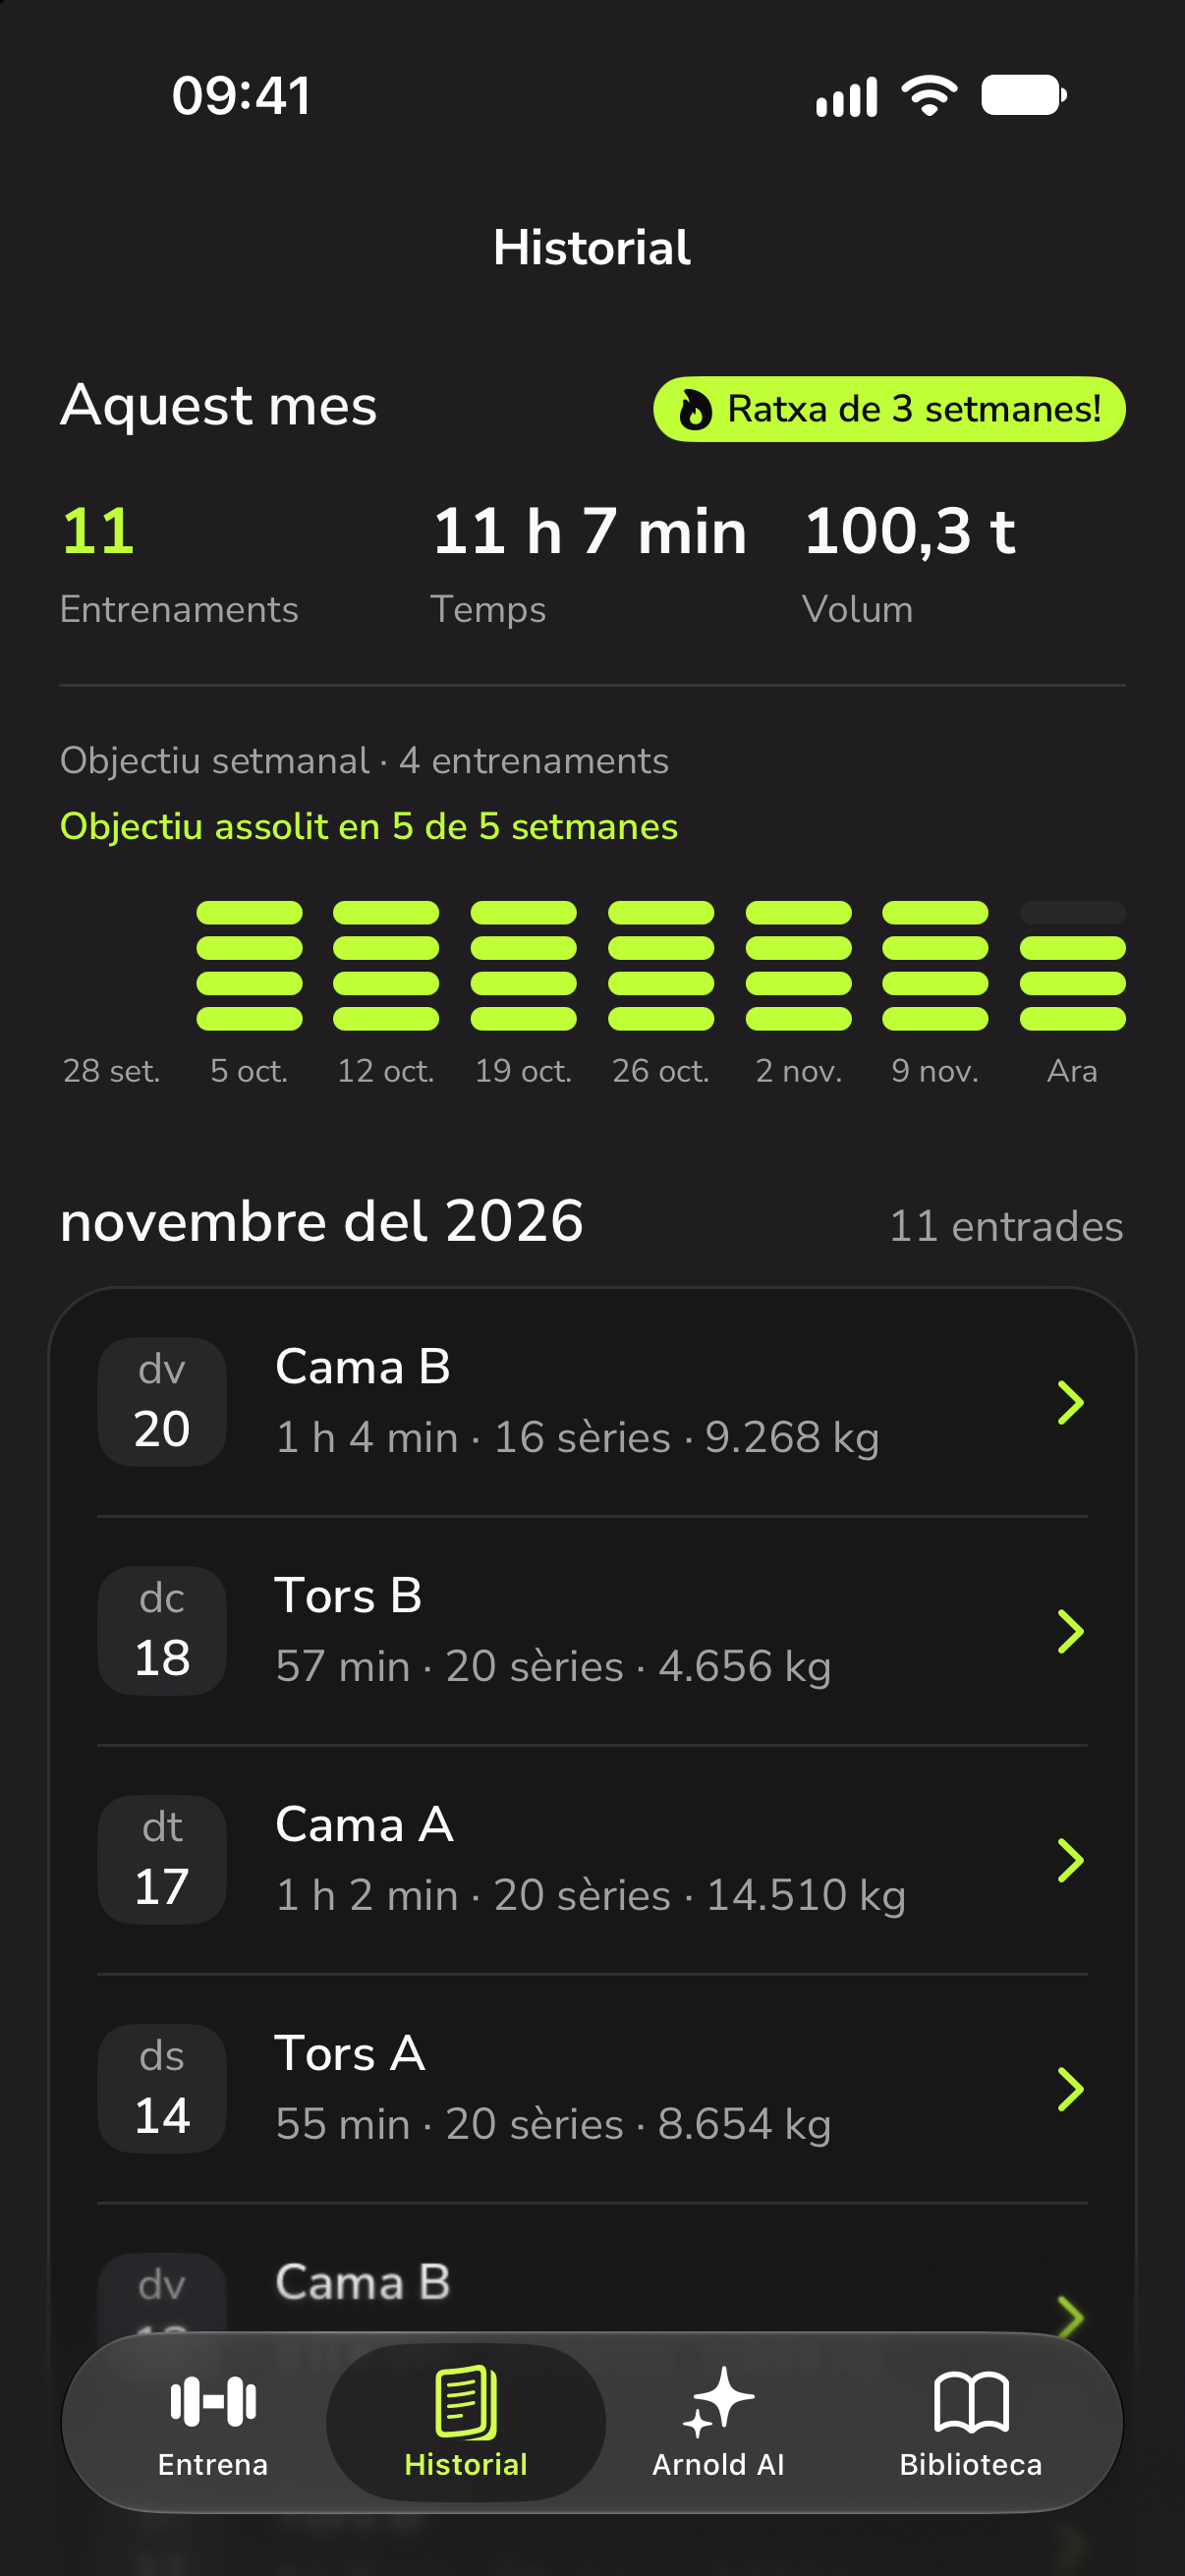 09:41
Historial
Aquest mes
Ratxa de 3 setmanes!
11
11 h 7 min
100,3 t
Entrenaments
Temps
Volum
Objectiu setmanal · 4 entrenaments
Objectiu assolit en 5 de 5 setmanes
28 set.
5 oct.
12 oct.
19 oct.
26 oct.
2 nov.
9 nov.
Ara
novembre del 2026
11 entrades
dv
20
Cama B
1 h 4 min · 16 sèries · 9.268 kg
dc
18
Tors B
57 min · 20 sèries · 4.656 kg
dt
17
Cama A
1 h 2 min · 20 sèries · 14.510 kg
ds
14
Tors A
55 min · 20 sèries · 8.654 kg
dv
Cama B
Entrena
Historial
Arnold AI
Biblioteca